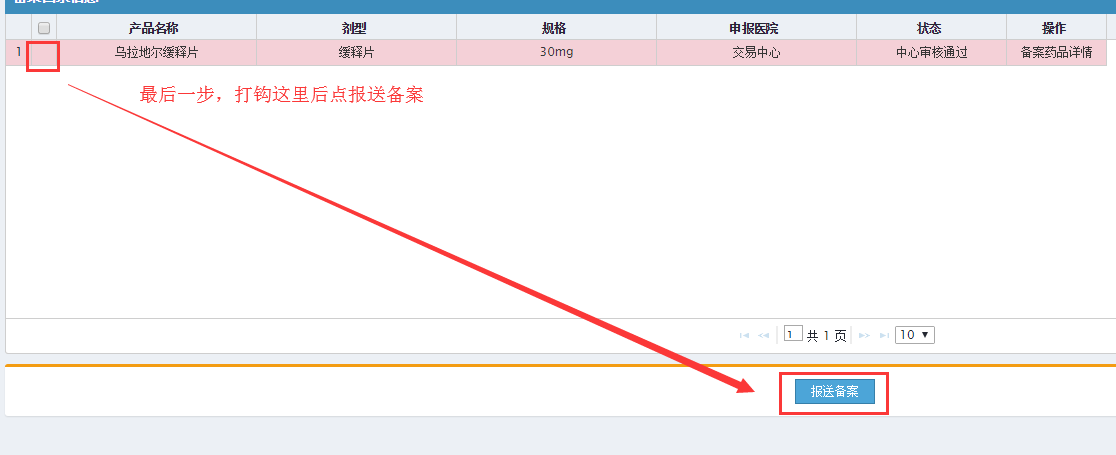 产品名称 剂型 规格 申报医院 状态 操作
1 乌拉地尔缓释片 缓释片 30mg 交易中心 中心审核通过 备案药品详情
最后一步，打钩这里后点报送备案
1 共 1 页 10
报送备案